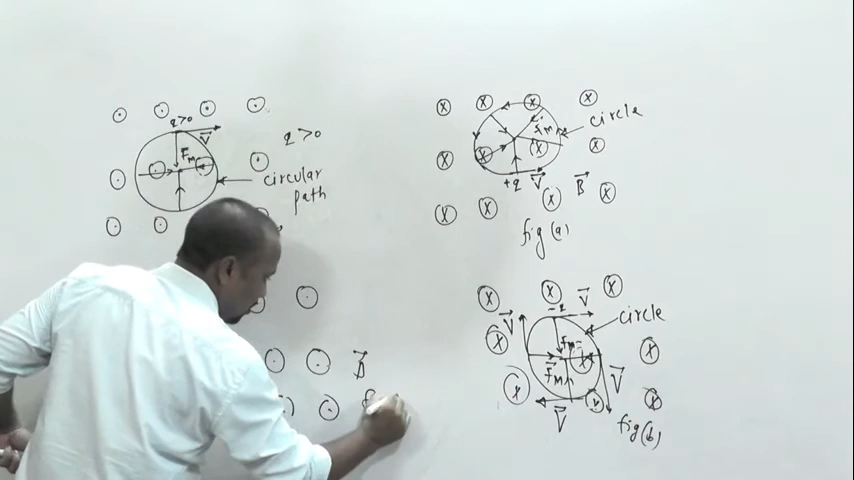 q>0
V
q>0
Fm
circular
path
circle
Fm
+q
V
B
fig(a)
-q
V
V
circle
Fm
Fm
V
V
fig(b)